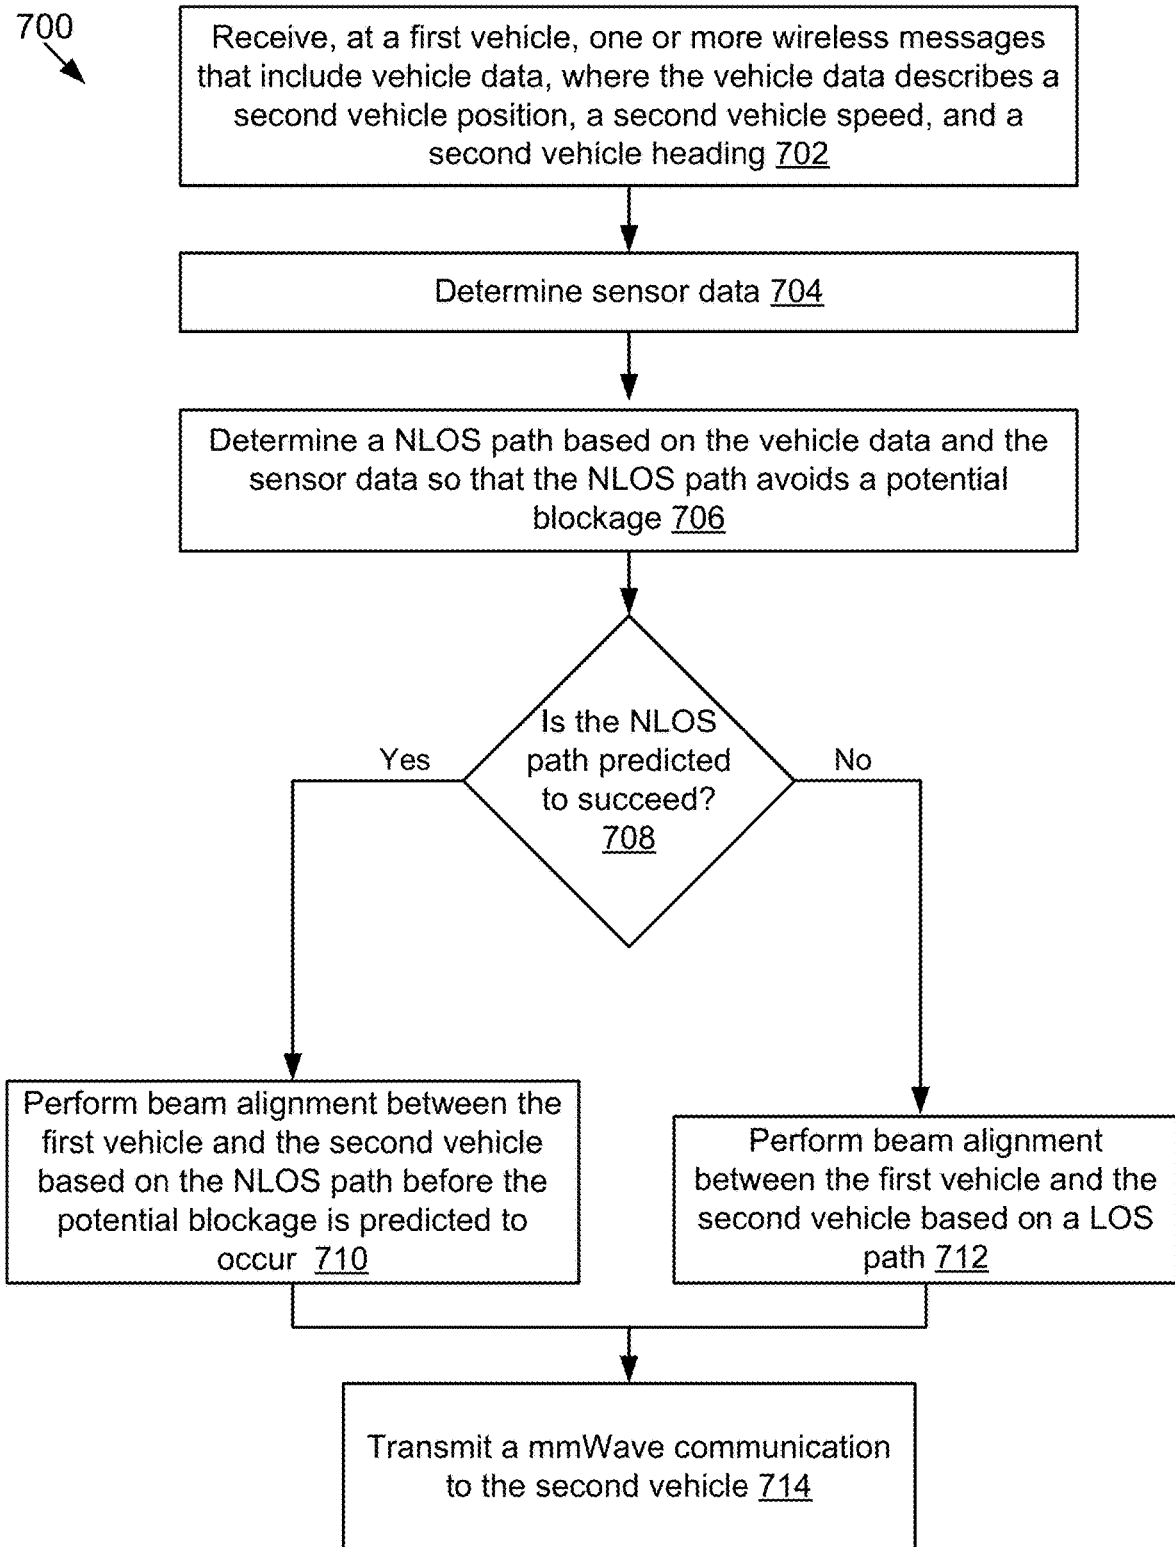 700
Receive, at a first vehicle, one or more wireless messages
that include vehicle data, where the vehicle data describes a
second vehicle position, a second vehicle speed, and a
second vehicle heading 702
Determine sensor data 704
Determine a NLOS path based on the vehicle data and the
sensor data so that the NLOS path avoids a potential
blockage 706
Is the NLOS
path predicted
to succeed?
708
Yes
No
Perform beam alignment between the
first vehicle and the second vehicle
based on the NLOS path before the
potential blockage is predicted to
occur 710
Perform beam alignment
between the first vehicle and the
second vehicle based on a LOS
path 712
Transmit a mmWave communication
to the second vehicle 714